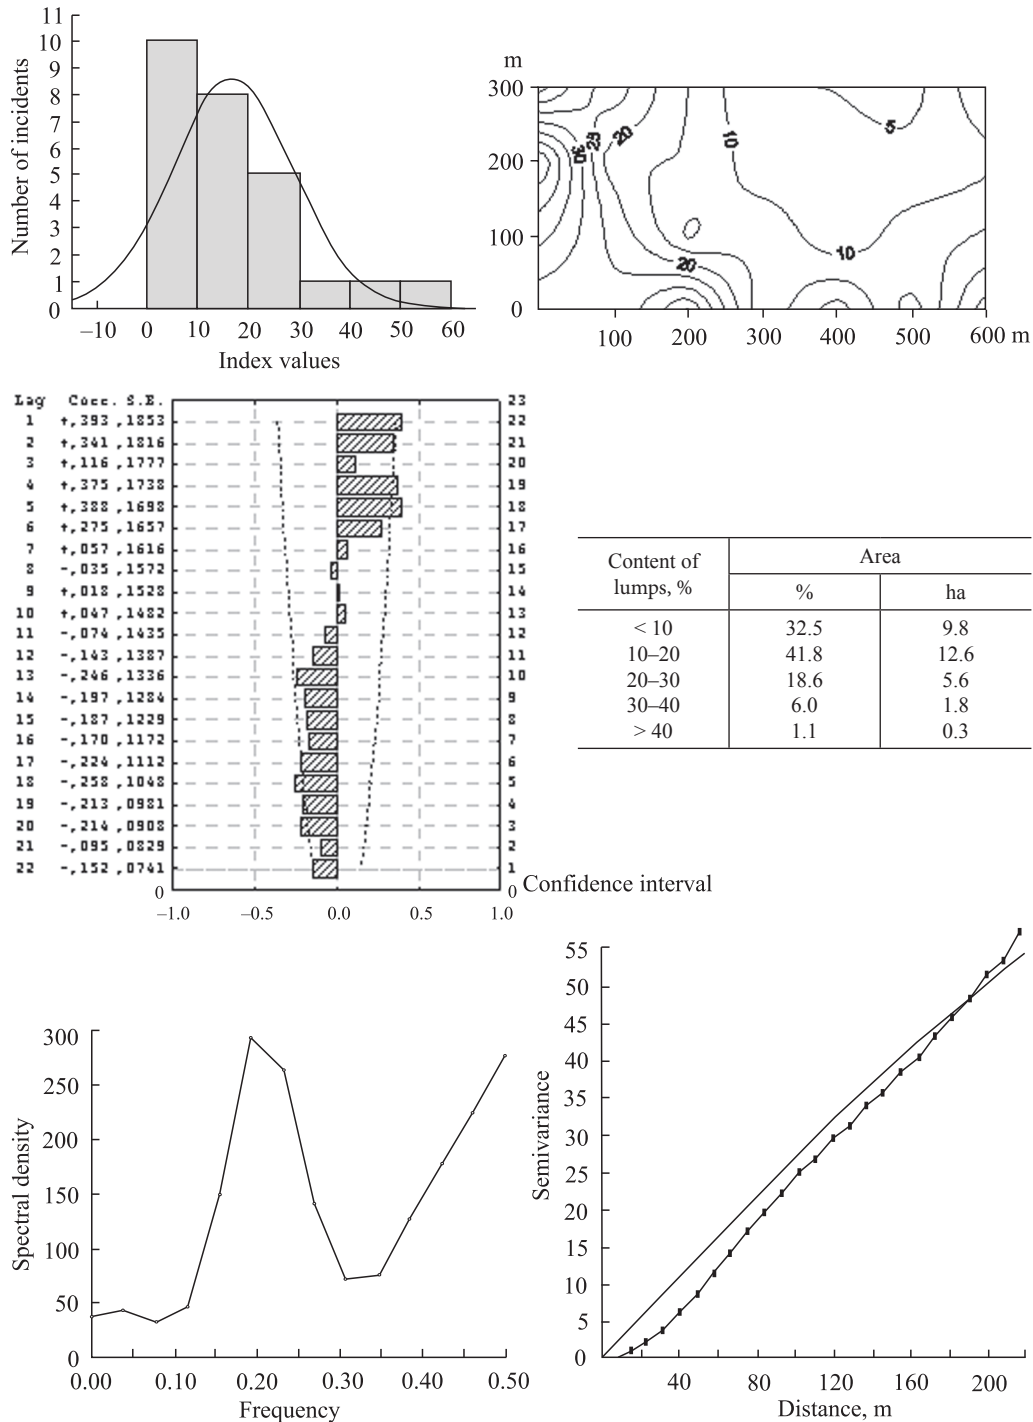 Number of incidents
11
10
9
8
7
6
5
4
3
2
1
0
–10 0 10 20 30 40 50 60
Index values
m
300
200
m
100
0
100 200 300 400 500 600 m
30 25 20 10 5
10
20
Lag Corr. S.E.
23
1 +,393 ,1853 22
2 +,341 ,1816 21
3 +,116 ,1777 20
4 +,375 ,1738 19
5 +,388 ,1698 18
6 +,275 ,1657 17
7 +,057 ,1616 16
8 -,035 ,1572 15
9 +,018 ,1528 14
10 +,047 ,1482 13
11 -,074 ,1435 12
12 -,143 ,1387 11
13 -,246 ,1336 10
14 -,197 ,1284 9
15 -,187 ,1229 8
16 -,170 ,1172 7
17 -,224 ,1112 6
18 -,258 ,1048 5
19 -,213 ,0981 4
20 -,214 ,0908 3
21 -,095 ,0829 2
22 -,152 ,0741 1
0 0 Confidence interval
–1.0 –0.5 0.0 0.5 1.0
Content of
lumps, %
Area
% ha
< 10 32.5 9.8
10–20 41.8 12.6
20–30 18.6 5.6
30–40 6.0 1.8
> 40 1.1 0.3
Spectral density
300
250
200
150
100
50
0
0.00 0.10 0.20 0.30 0.40 0.50
Frequency
Semivariance
55
50
45
40
35
30
25
20
15
10
5
0
40 80 120 160 200
Distance, m